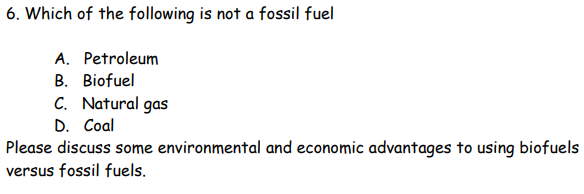 6. Which of the following is not a fossil fuel
A. Petroleum
B. Biofuel
C. Natural gas
D. Coal
Please discuss some environmental and economic advantages to using biofuels
versus fossil fuels.